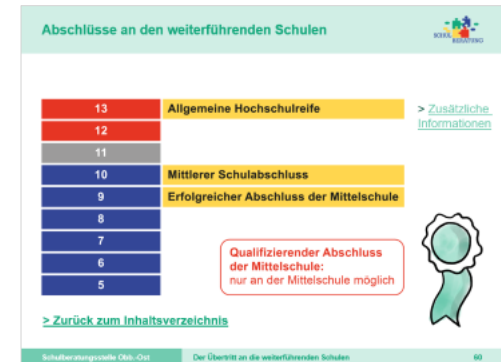 Abschlüsse an den weiterführenden Schulen
SCHUL
BERATUNG
13 Allgemeine Hochschulreife
> Zusätzliche
Informationen
12
11
10 Mittlerer Schulabschluss
9 Erfolgreicher Abschluss der Mittelschule
8
7
6
5
Qualifizierender Abschluss
der Mittelschule:
nur an der Mittelschule möglich
> Zurück zum Inhaltsverzeichnis
Schulberatungsstelle Obb.-Ost Der Übertritt an die weiterführenden Schulen 60